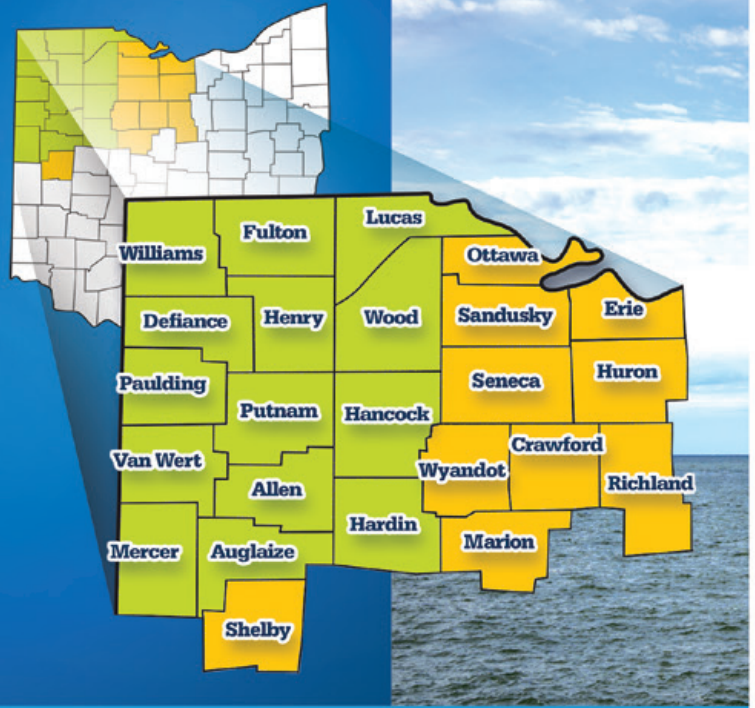 Lucas
Fulton
Williams
Ottawa
Defiance
Henry
Wood
Sandusky
Erie
Paulding
Putnam
Hancock
Seneca
Huron
Van Wert
Allen
Wyandot
Crawford
Richland
Mercer
Auglaize
Hardin
Marion
Shelby